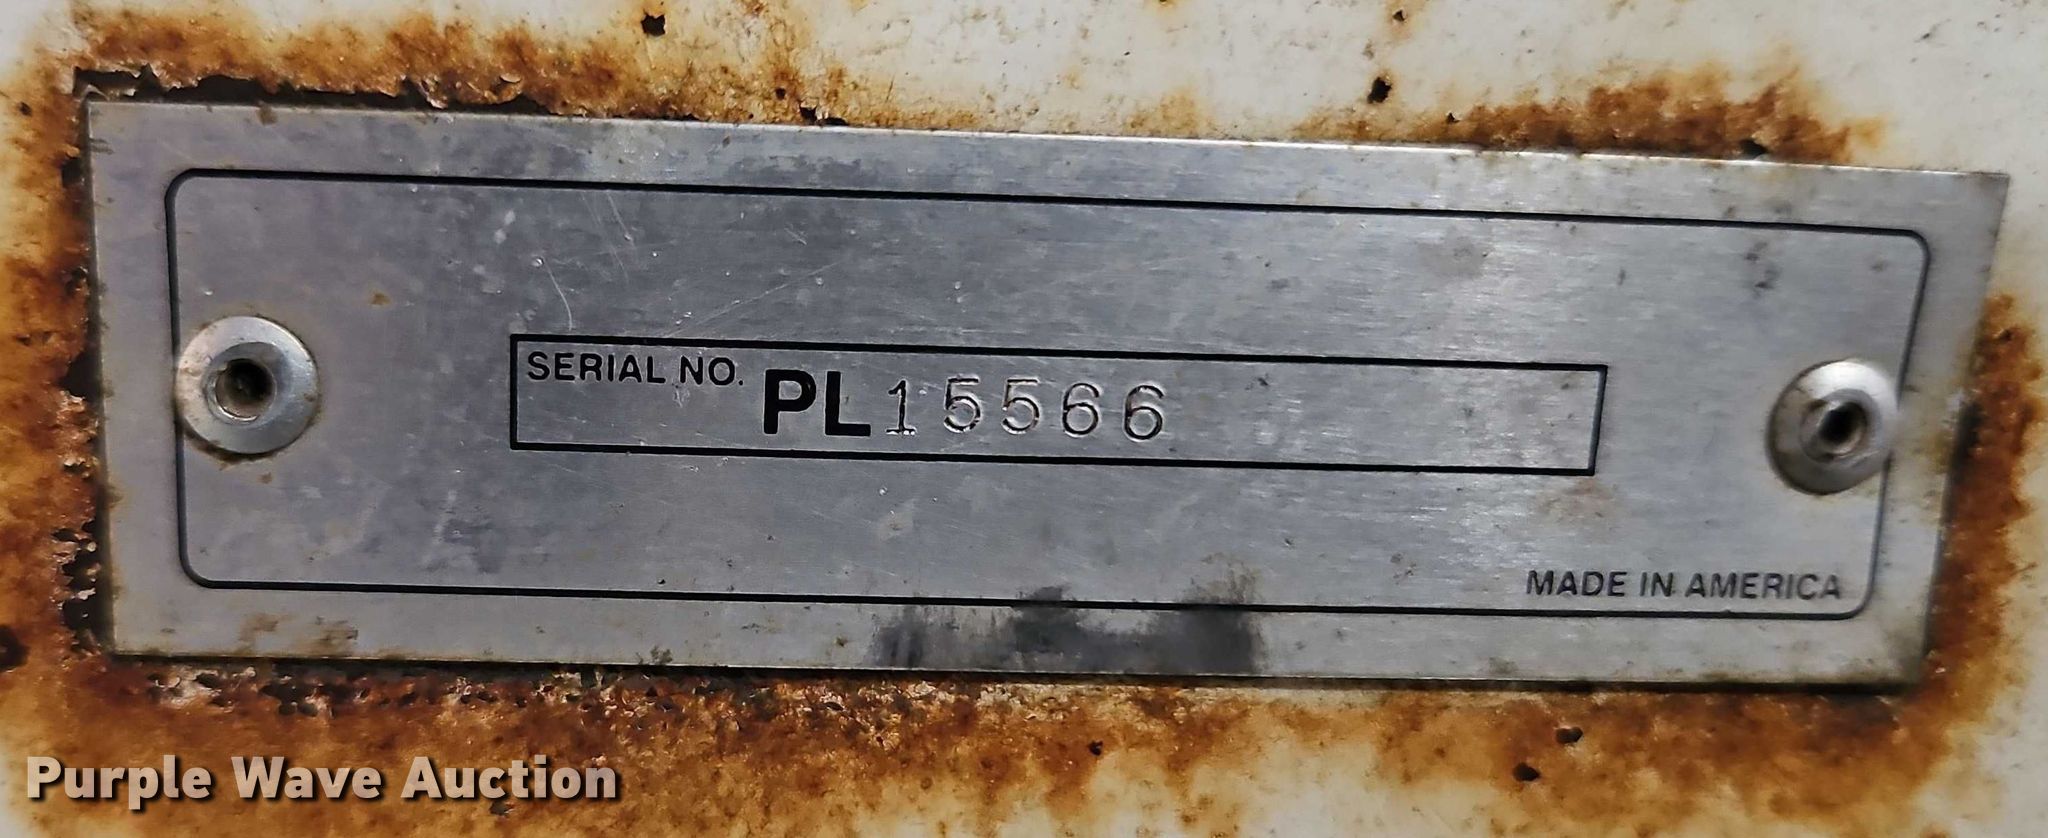 SERIAL NO. PL15566
MADE IN AMERICA
Purple Wave Auction